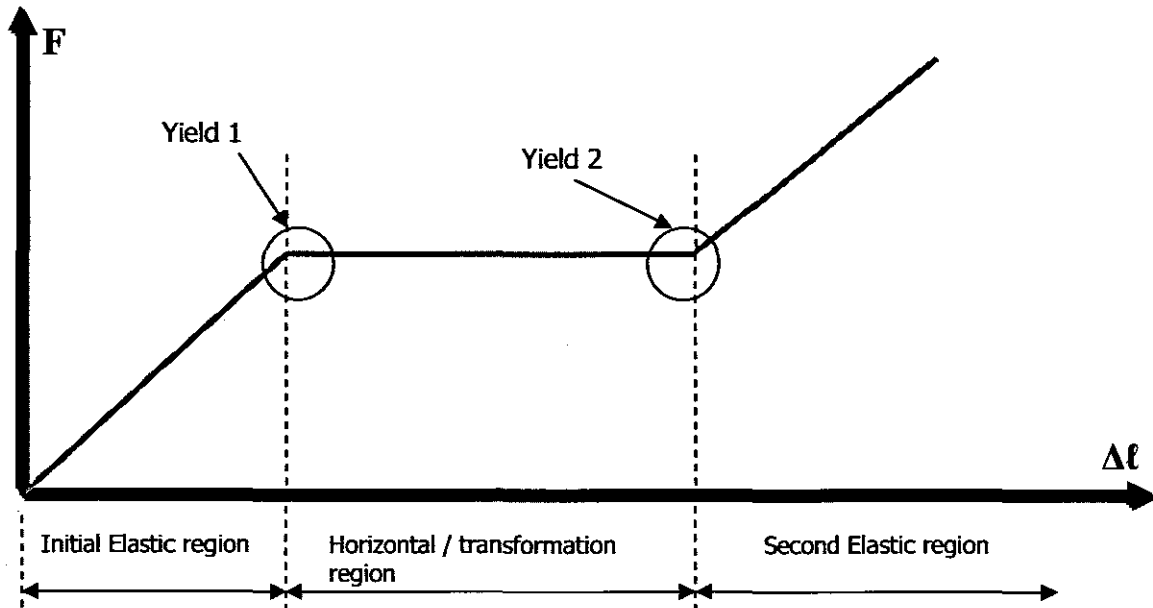 F
Yield 1
Yield 2
Δℓ
Initial Elastic region
Horizontal / transformation
region
Second Elastic region